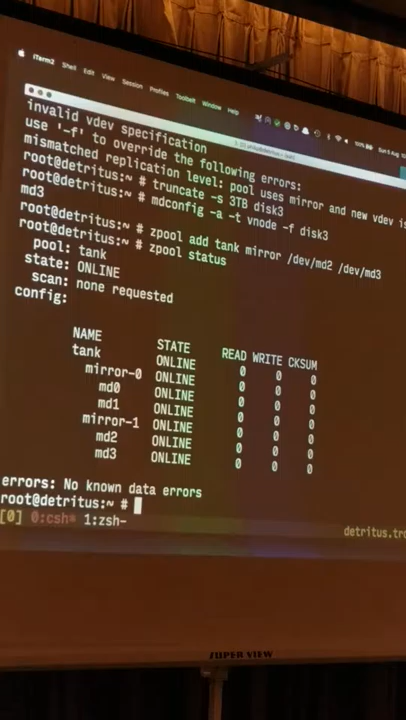 iTerm2 Shell Edit View Session Profiles Toolbelt Window Help
invalid vdev specification
use '-f' to override the following errors:
mismatched replication level: pool uses mirror and new vdev is
root@detritus:~ # truncate -s 3TB disk3
root@detritus:~ # mdconfig -a -t vnode -f disk3
md3
root@detritus:~ # zpool add tank mirror /dev/md2 /dev/md3
root@detritus:~ # zpool status
pool: tank
state: ONLINE
scan: none requested
config:
NAME STATE READ WRITE CKSUM
tank ONLINE 0 0 0
mirror-0 ONLINE 0 0 0
md0 ONLINE 0 0 0
md1 ONLINE 0 0 0
mirror-1 ONLINE 0 0 0
md2 ONLINE 0 0 0
md3 ONLINE 0 0 0
errors: No known data errors
root@detritus:~ #
[0] 0:csh* 1:zsh-
detritus.tro
SUPER VIEW